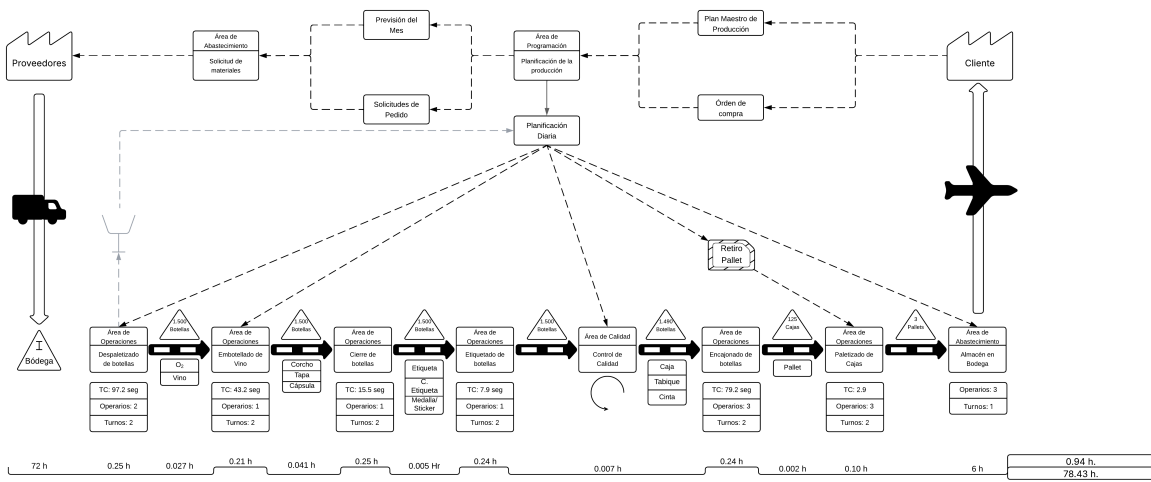 Previsión del
Mes
Plan Maestro de
Producción
Proveedores
Área de
Abastecimiento
Solicitud de
materiales
Área de
Programación
Planificación de la
producción
Cliente
Solicitudes de
Pedido
Órden de
compra
Planificación
Diaria
Retiro
Pallet
I
Bódega
Área de
Operaciones
Despaletizado
de botellas
1.500
Botellas
O₂
Vino
Área de
Operaciones
Embotellado de
Vino
1.500
Botellas
Corcho
Tapa
Cápsula
Área de
Operaciones
Cierre de
botellas
1.500
Botellas
Etiqueta
C.
Etiqueta
Medalla/
Sticker
Área de
Operaciones
Etiquetado de
botellas
1.500
Botellas
Área de Calidad
Control de
Calidad
1.490
Botellas
Caja
Tabique
Cinta
Área de
Operaciones
Encajonado de
botellas
125
Cajas
Pallet
Área de
Operaciones
Paletizado de
Cajas
3
Pallets
Área de
Abastecimiento
Almacén en
Bodega
TC: 97.2 seg
Operarios: 2
Turnos: 2
TC: 43.2 seg
Operarios: 1
Turnos: 2
TC: 15.5 seg
Operarios: 1
Turnos: 2
TC: 7.9 seg
Operarios: 1
Turnos: 2
TC: 79.2 seg
Operarios: 3
Turnos: 2
TC: 2.9
Operarios: 3
Turnos: 2
Operarios: 3
Turnos: 1
72 h
0.25 h
0.027 h
0.21 h
0.041 h
0.25 h
0.005 Hr
0.24 h
0.007 h
0.24 h
0.002 h
0.10 h
6 h
0.94 h.
78.43 h.